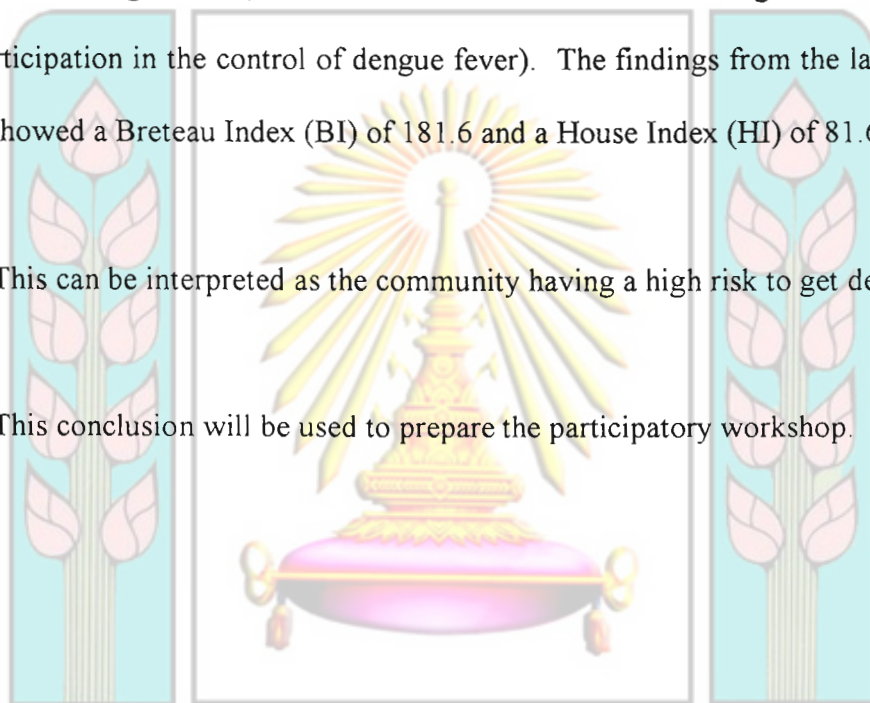 rticipation in the control of dengue fever). The findings from the la
howed a Breteau Index (BI) of 181.6 and a House Index (HI) of 81.6
This can be interpreted as the community having a high risk to get de
This conclusion will be used to prepare the participatory workshop.